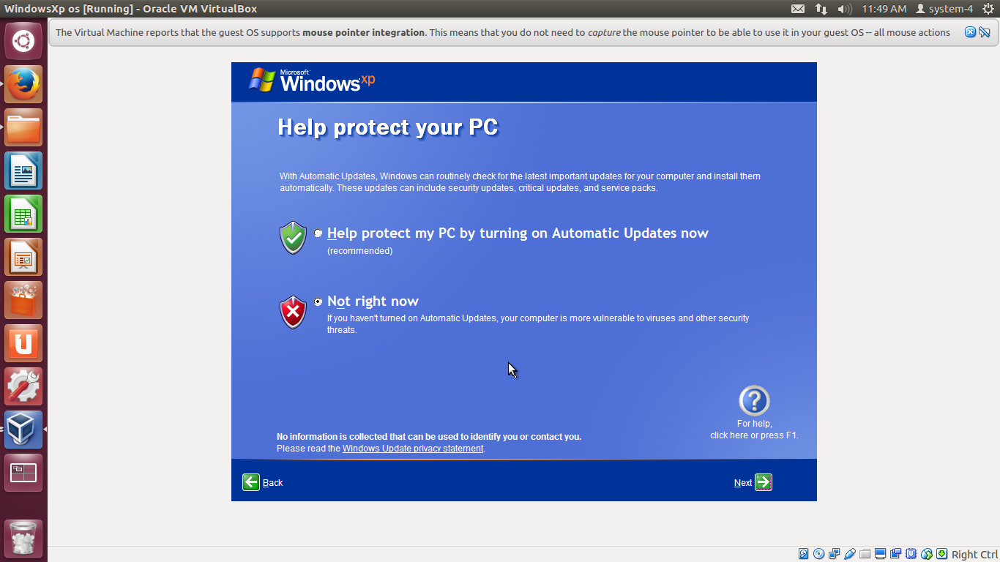 WindowsXp os [Running] - Oracle VM VirtualBox
11:49 AM
system-4
The Virtual Machine reports that the guest OS supports mouse pointer integration. This means that you do not need to capture the mouse pointer to be able to use it in your guest OS -- all mouse actions
Microsoft
Windows xp
Help protect your PC
With Automatic Updates, Windows can routinely check for the latest important updates for your computer and install them
automatically. These updates can include security updates, critical updates, and service packs.
Help protect my PC by turning on Automatic Updates now
(recommended)
Not right now
If you haven't turned on Automatic Updates, your computer is more vulnerable to viruses and other security
threats.
For help,
click here or press F1.
No information is collected that can be used to identify you or contact you.
Please read the Windows Update privacy statement.
Back
Next
Right Ctrl